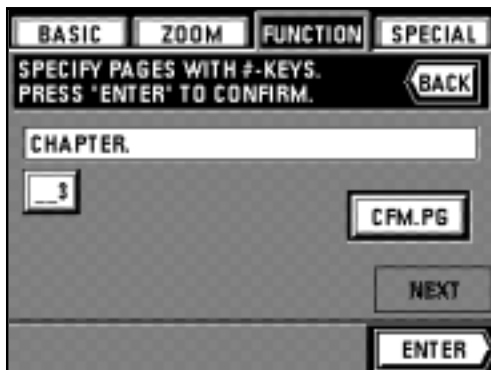 BASIC ZOOM FUNCTION SPECIAL
SPECIFY PAGES WITH #-KEYS.
PRESS "ENTER" TO CONFIRM.
BACK
CHAPTER.
__3
CFM.PG
NEXT
ENTER